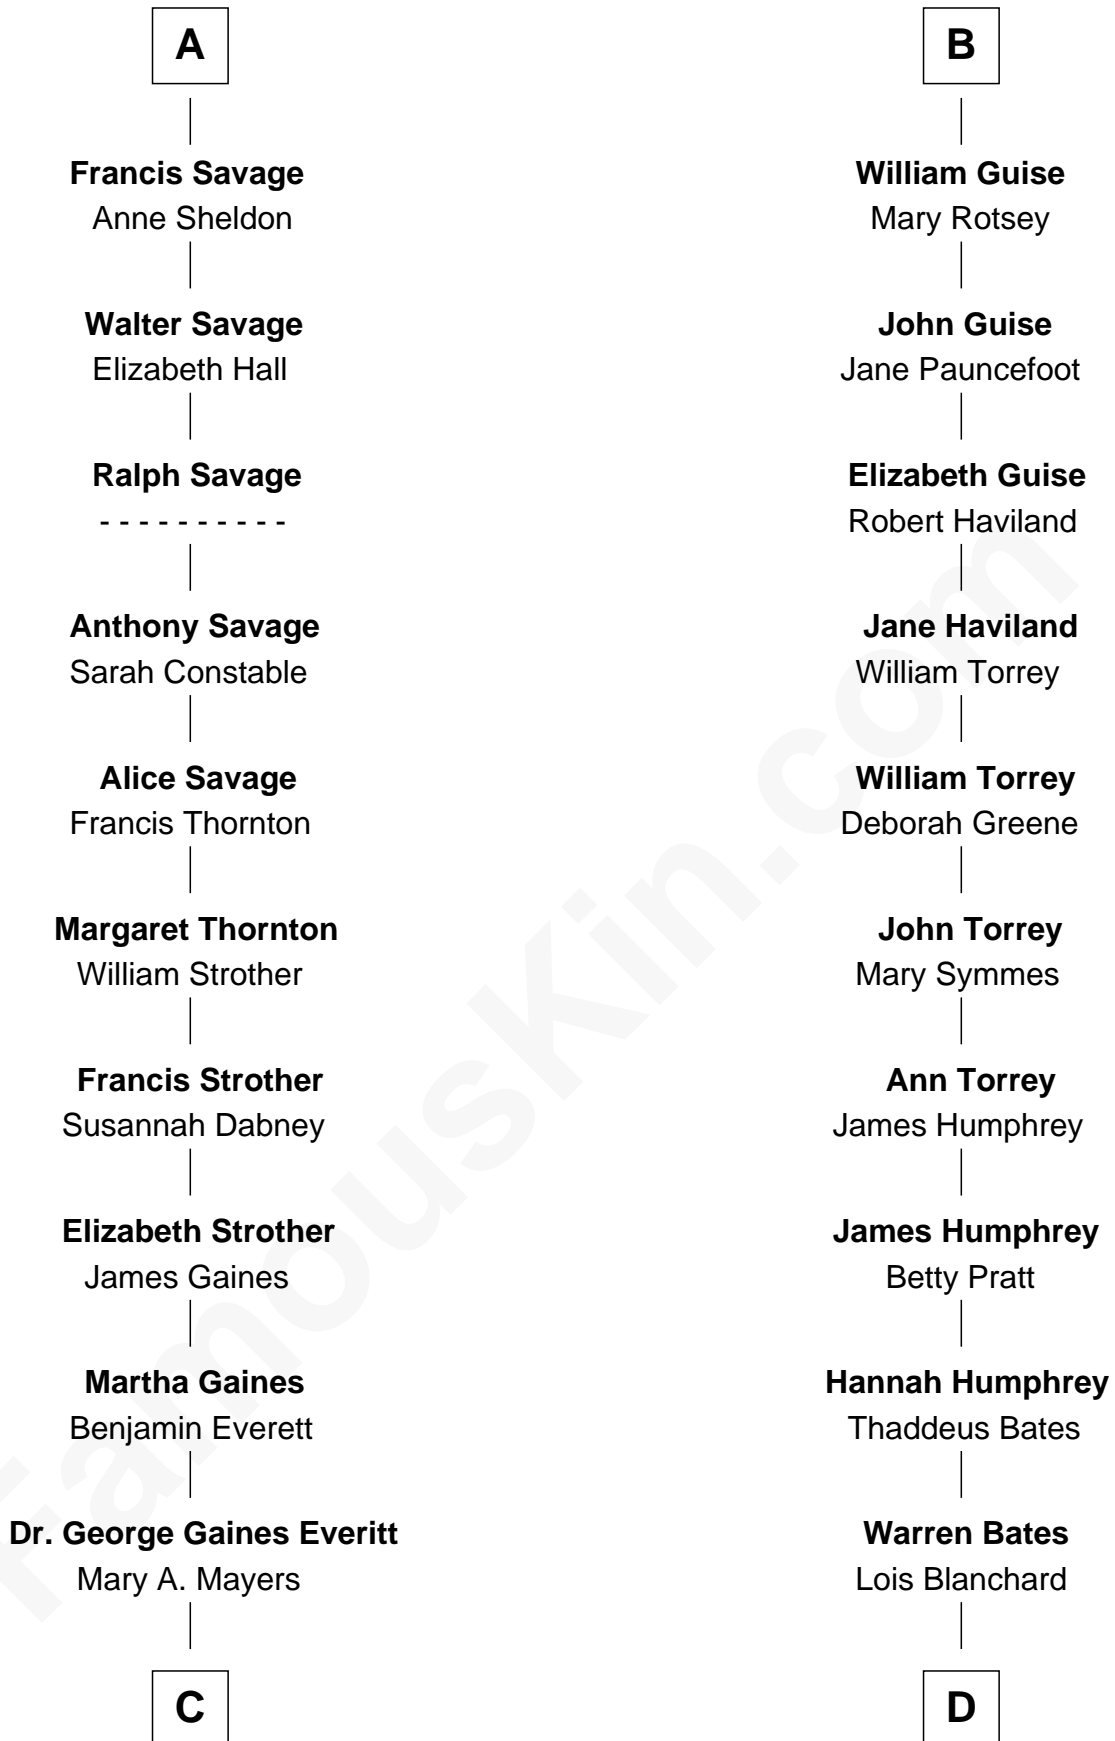 A
Francis Savage
Anne Sheldon
Walter Savage
Elizabeth Hall
Ralph Savage
- - - - - - - - - -
Anthony Savage
Sarah Constable
Alice Savage
Francis Thornton
Margaret Thornton
William Strother
Francis Strother
Susannah Dabney
Elizabeth Strother
James Gaines
Martha Gaines
Benjamin Everett
Dr. George Gaines Everitt
Mary A. Mayers
C
B
William Guise
Mary Rotsey
John Guise
Jane Pauncefoot
Elizabeth Guise
Robert Haviland
Jane Haviland
William Torrey
William Torrey
Deborah Greene
John Torrey
Mary Symmes
Ann Torrey
James Humphrey
James Humphrey
Betty Pratt
Hannah Humphrey
Thaddeus Bates
Warren Bates
Lois Blanchard
D
FamousKin.com